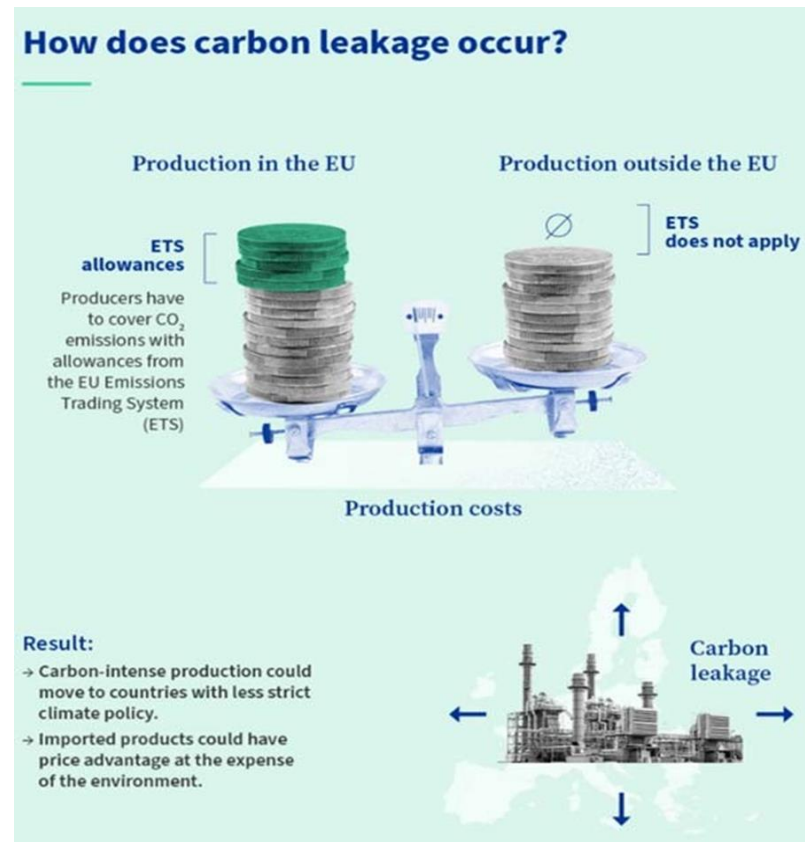 How does carbon leakage occur?
Production in the EU
Production outside the EU
ETS
allowances
Producers have
to cover CO₂
emissions with
allowances from
the EU Emissions
Trading System
(ETS)
∅
ETS
does not apply
Production costs
Result:
→ Carbon-intense production could
move to countries with less strict
climate policy.
→ Imported products could have
price advantage at the expense
of the environment.
Carbon
leakage